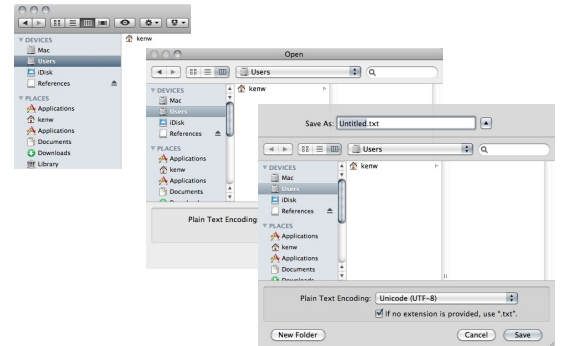 DEVICES
Mac
Users
iDisk
References
PLACES
Applications
kenw
Applications
Documents
Downloads
Library
kenw
Open
Users
DEVICES
Mac
Users
iDisk
References
PLACES
Applications
kenw
Applications
Documents
kenw
Plain Text Encoding
Save As: Untitled.txt
Users
DEVICES
Mac
Users
iDisk
References
PLACES
Applications
kenw
Applications
Documents
Downloads
kenw
Plain Text Encoding: Unicode (UTF-8)
If no extension is provided, use ".txt".
New Folder
Cancel
Save